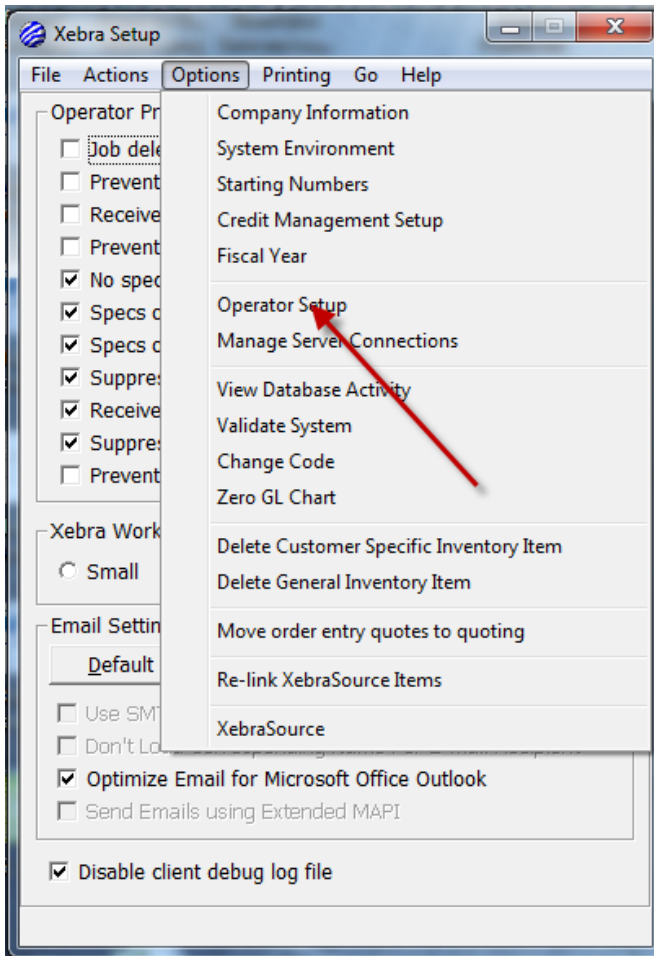 Xebra Setup
File Actions Options Printing Go Help
Operator Pr
Job dele
Prevent
Receive
Prevent
No spec
Specs
Specs
Suppres
Receive
Suppres
Prevent
Company Information
System Environment
Starting Numbers
Credit Management Setup
Fiscal Year
Operator Setup
Manage Server Connections
View Database Activity
Validate System
Change Code
Zero GL Chart
Delete Customer Specific Inventory Item
Delete General Inventory Item
Move order entry quotes to quoting
Re-link XebraSource Items
XebraSource
Xebra Work
Small
Email Settin
Default
Use SMT
Don't Lo
Optimize Email for Microsoft Office Outlook
Send Emails using Extended MAPI
Disable client debug log file